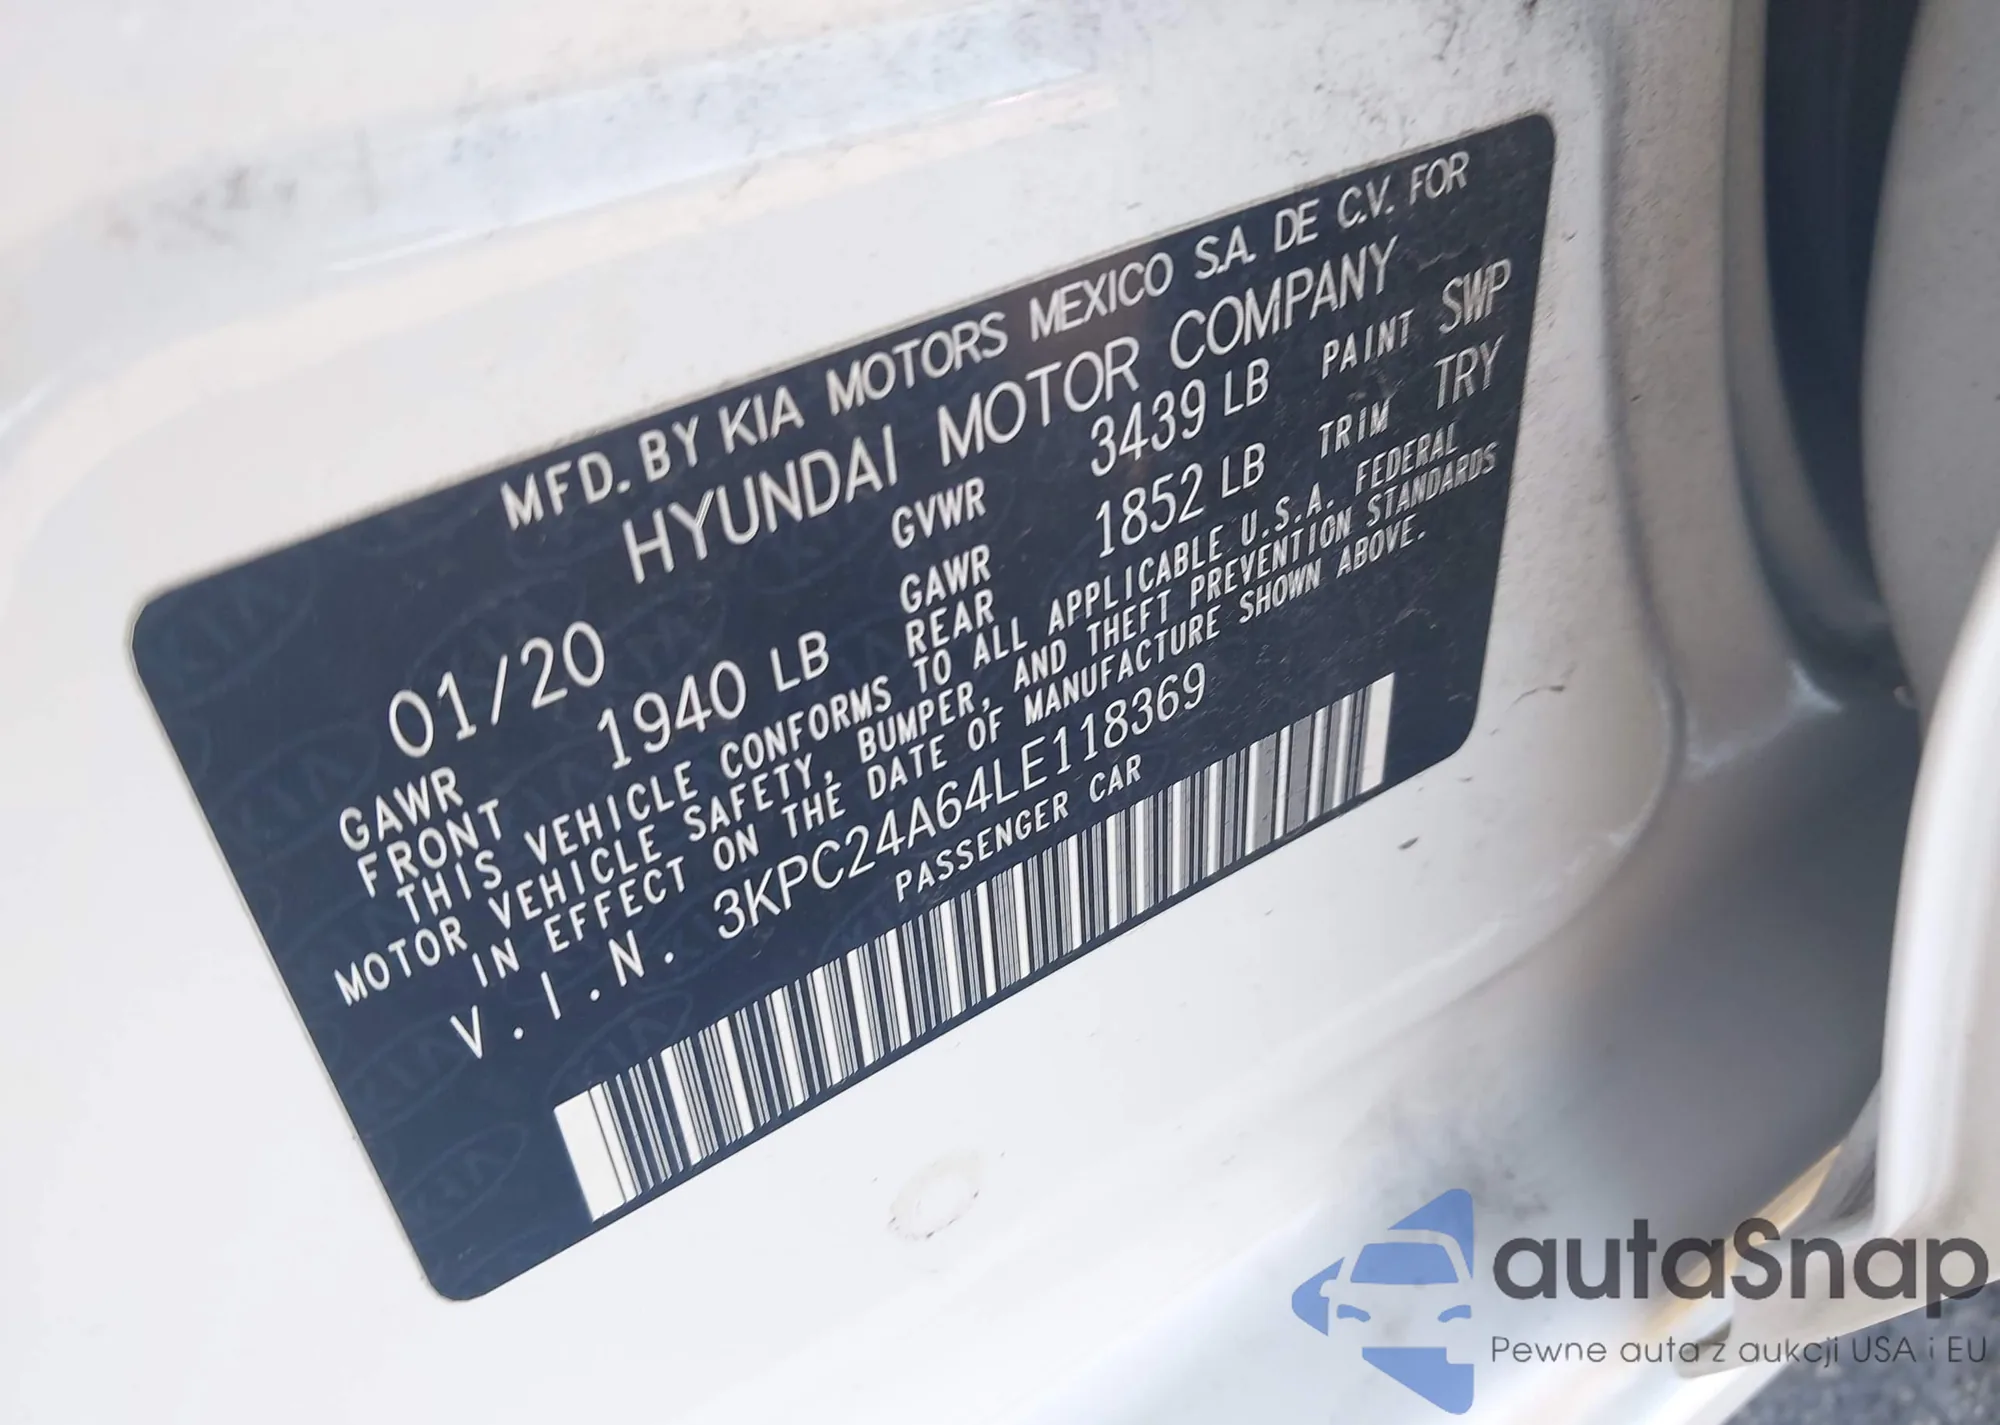 MFD. BY KIA MOTORS MEXICO S.A. DE C.V. FOR
HYUNDAI MOTOR COMPANY
01/20 GVWR 3439 LB PAINT SWP
GAWR FRONT 1940 LB GAWR REAR 1852 LB TRIM TRY
THIS VEHICLE CONFORMS TO ALL APPLICABLE U.S.A. FEDERAL
MOTOR VEHICLE SAFETY, BUMPER, AND THEFT PREVENTION STANDARDS
IN EFFECT ON THE DATE OF MANUFACTURE SHOWN ABOVE.
V.I.N. 3KPC24A64LE118369
PASSENGER CAR
autaSnap
Pewne auta z aukcji USA i EU